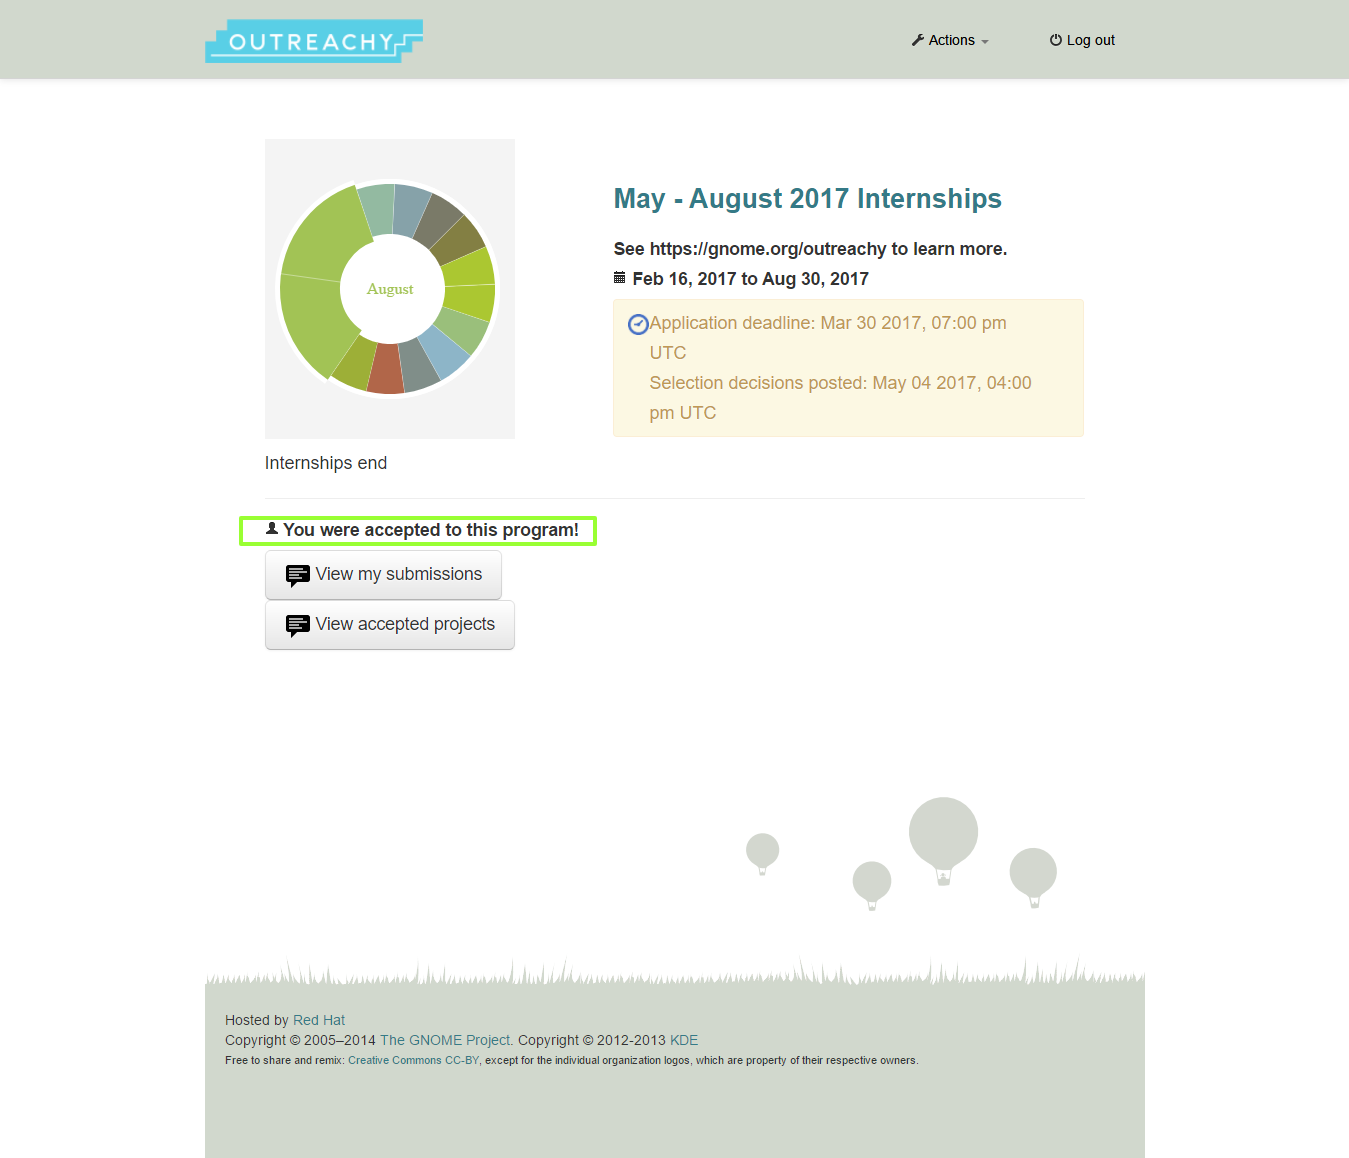 OUTREACHY
Actions
Log out
August
Internships end
May - August 2017 Internships
See https://gnome.org/outreachy to learn more.
Feb 16, 2017 to Aug 30, 2017
Application deadline: Mar 30 2017, 07:00 pm
UTC
Selection decisions posted: May 04 2017, 04:00
pm UTC
You were accepted to this program!
View my submissions
View accepted projects
Hosted by Red Hat
Copyright © 2005–2014 The GNOME Project. Copyright © 2012-2013 KDE
Free to share and remix: Creative Commons CC-BY, except for the individual organization logos, which are property of their respective owners.